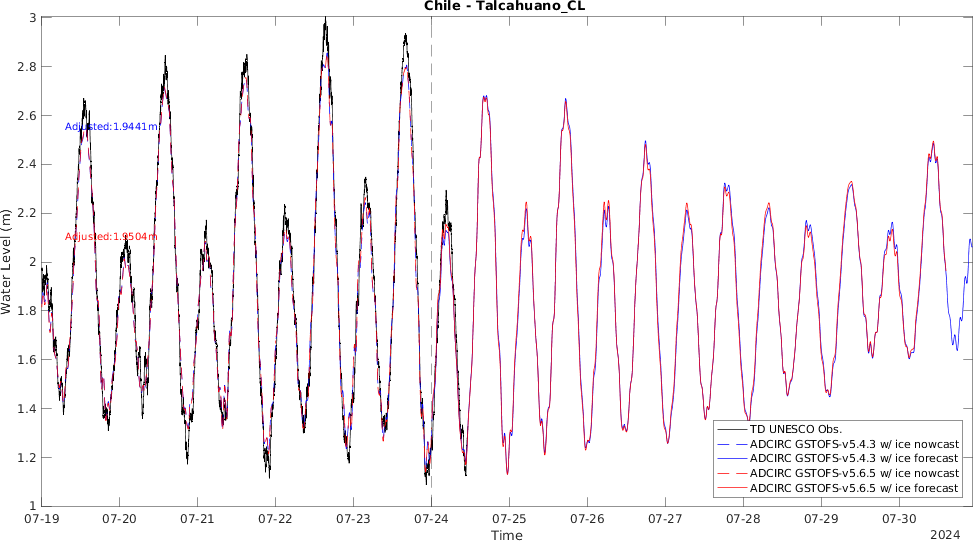 Chile - Talcahuano_CL
3
2.8
2.6
2.4
2.2
2
1.8
1.6
1.4
1.2
1
Water Level (m)
Adjusted:1.9441m
Adjusted:1.9504m
TD UNESCO Obs.
ADCIRC GSTOFS-v5.4.3 w/ ice nowcast
ADCIRC GSTOFS-v5.4.3 w/ ice forecast
ADCIRC GSTOFS-v5.6.5 w/ ice nowcast
ADCIRC GSTOFS-v5.6.5 w/ ice forecast
07-19 07-20 07-21 07-22 07-23 07-24 07-25 07-26 07-27 07-28 07-29 07-30
Time
2024